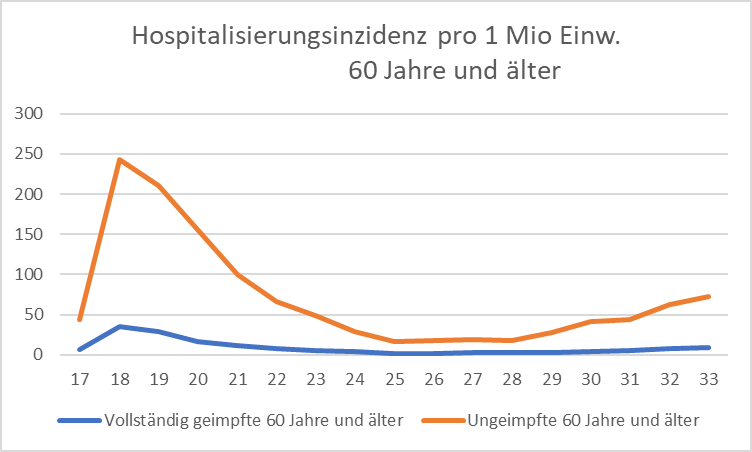 Hospitalisierungsinzidenz pro 1 Mio Einw.
60 Jahre und älter
300
250
200
150
100
50
0
17 18 19 20 21 22 23 24 25 26 27 28 29 30 31 32 33
Vollständig geimpfte 60 Jahre und älter Ungeimpfte 60 Jahre und älter